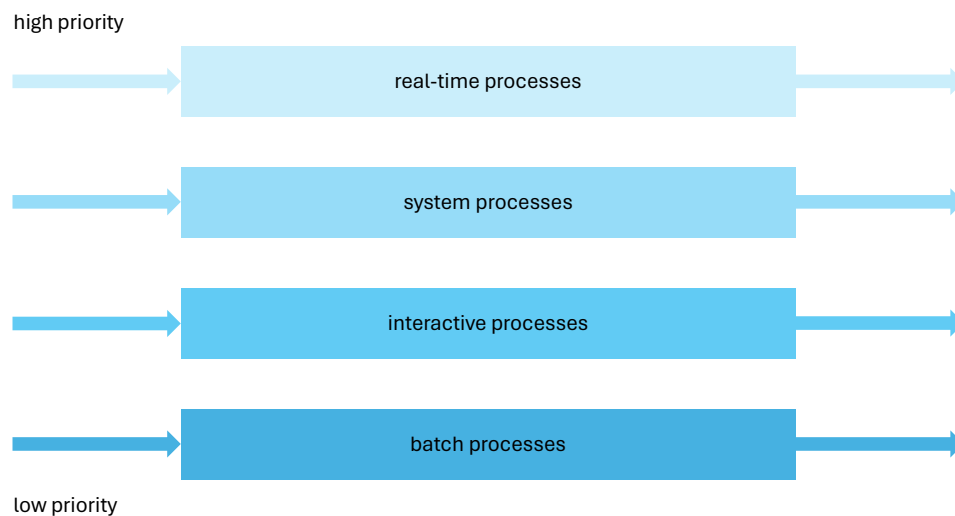 high priority
real-time processes
system processes
interactive processes
batch processes
low priority